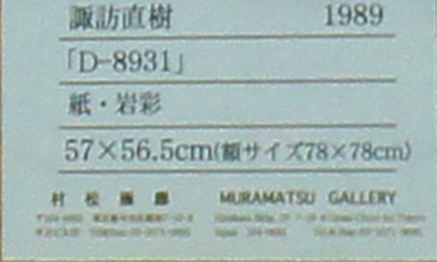 諏訪直樹 1989
「D-8931」
紙・岩彩
57×56.5cm(額サイズ78×78cm)
村松画廊 MURAMATSU GALLERY